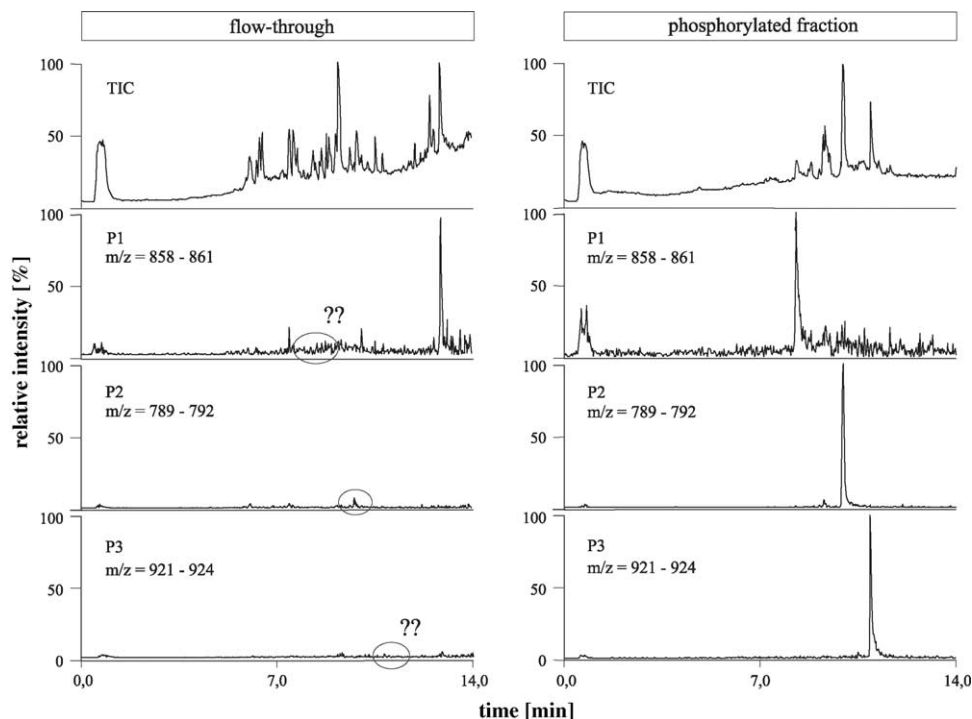 flow-through
phosphorylated fraction
relative intensity [%]
100
TIC
50
100
P1
m/z = 858 - 861
??
50
100
P2
m/z = 789 - 792
50
100
P3
m/z = 921 - 924
??
50
0
0,0
7,0
14,0
100
TIC
50
100
P1
m/z = 858 - 861
50
100
P2
m/z = 789 - 792
50
100
P3
m/z = 921 - 924
50
0
0,0
7,0
14,0
time [min]